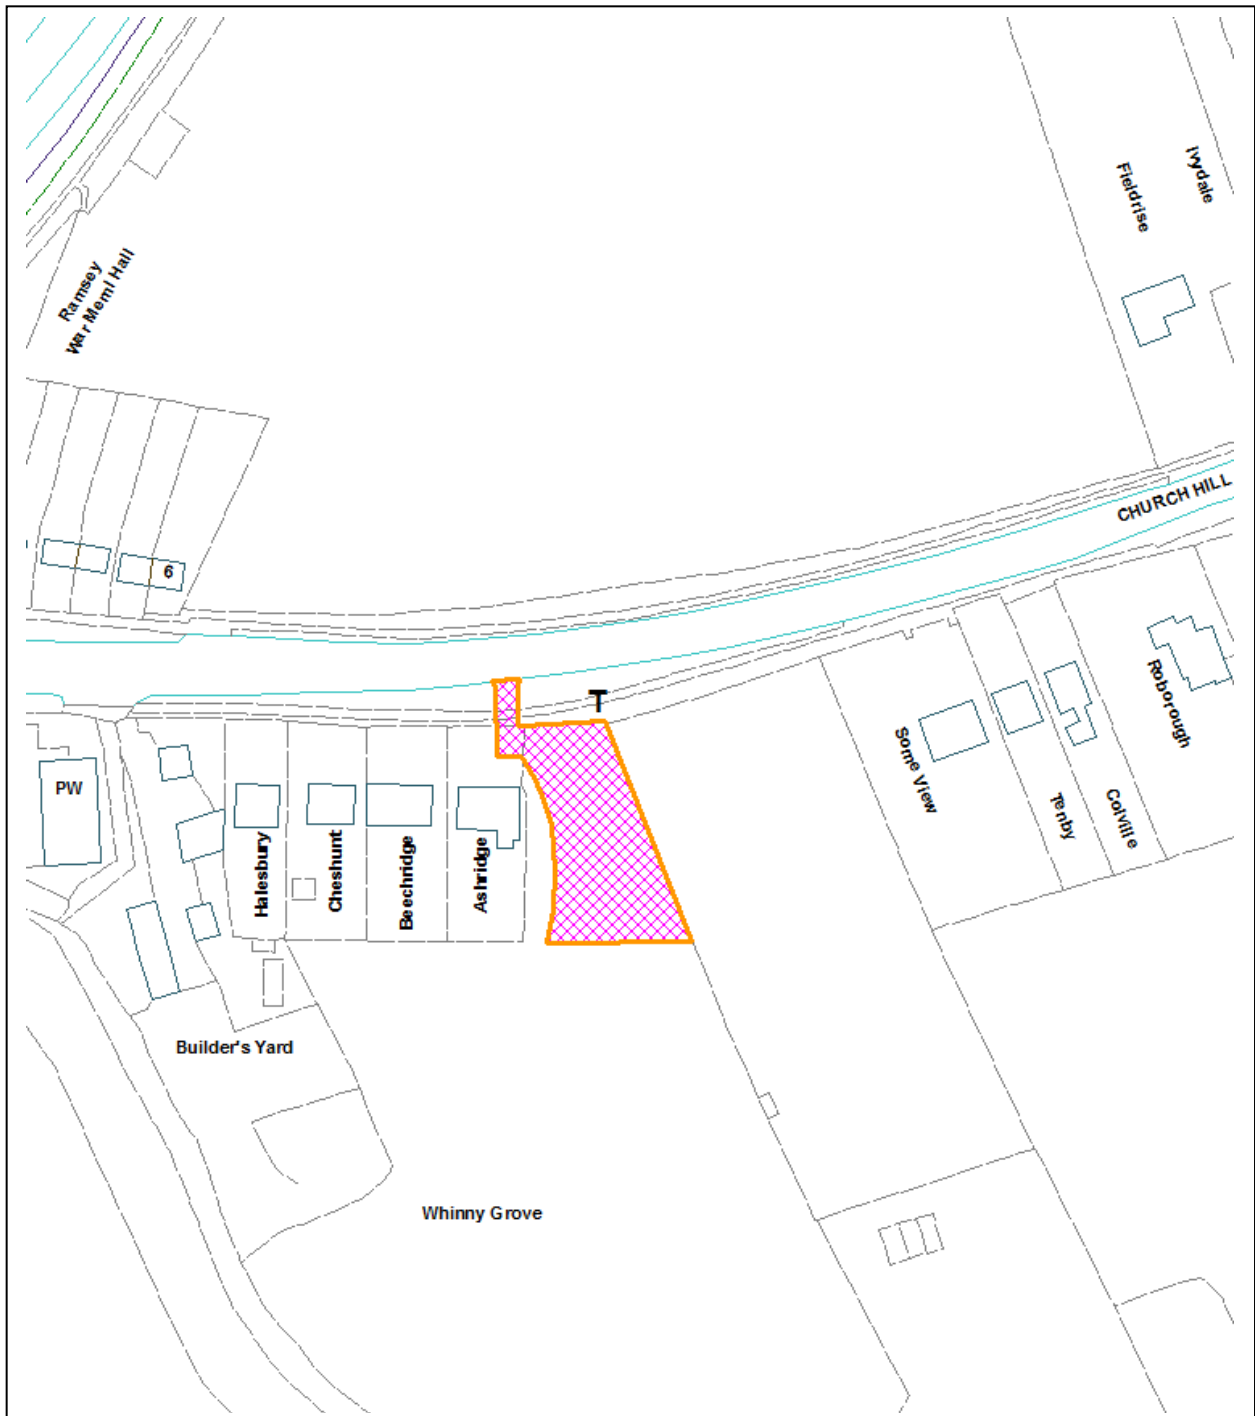 Ivydale
Fieldrise
Ramsey
War Meml Hall
CHURCH HILL
6
Roborough
T
Some View
PW
Tenby
Colville
Halesbury
Cheshunt
Beechridge
Ashridge
Builder's Yard
Whinny Grove